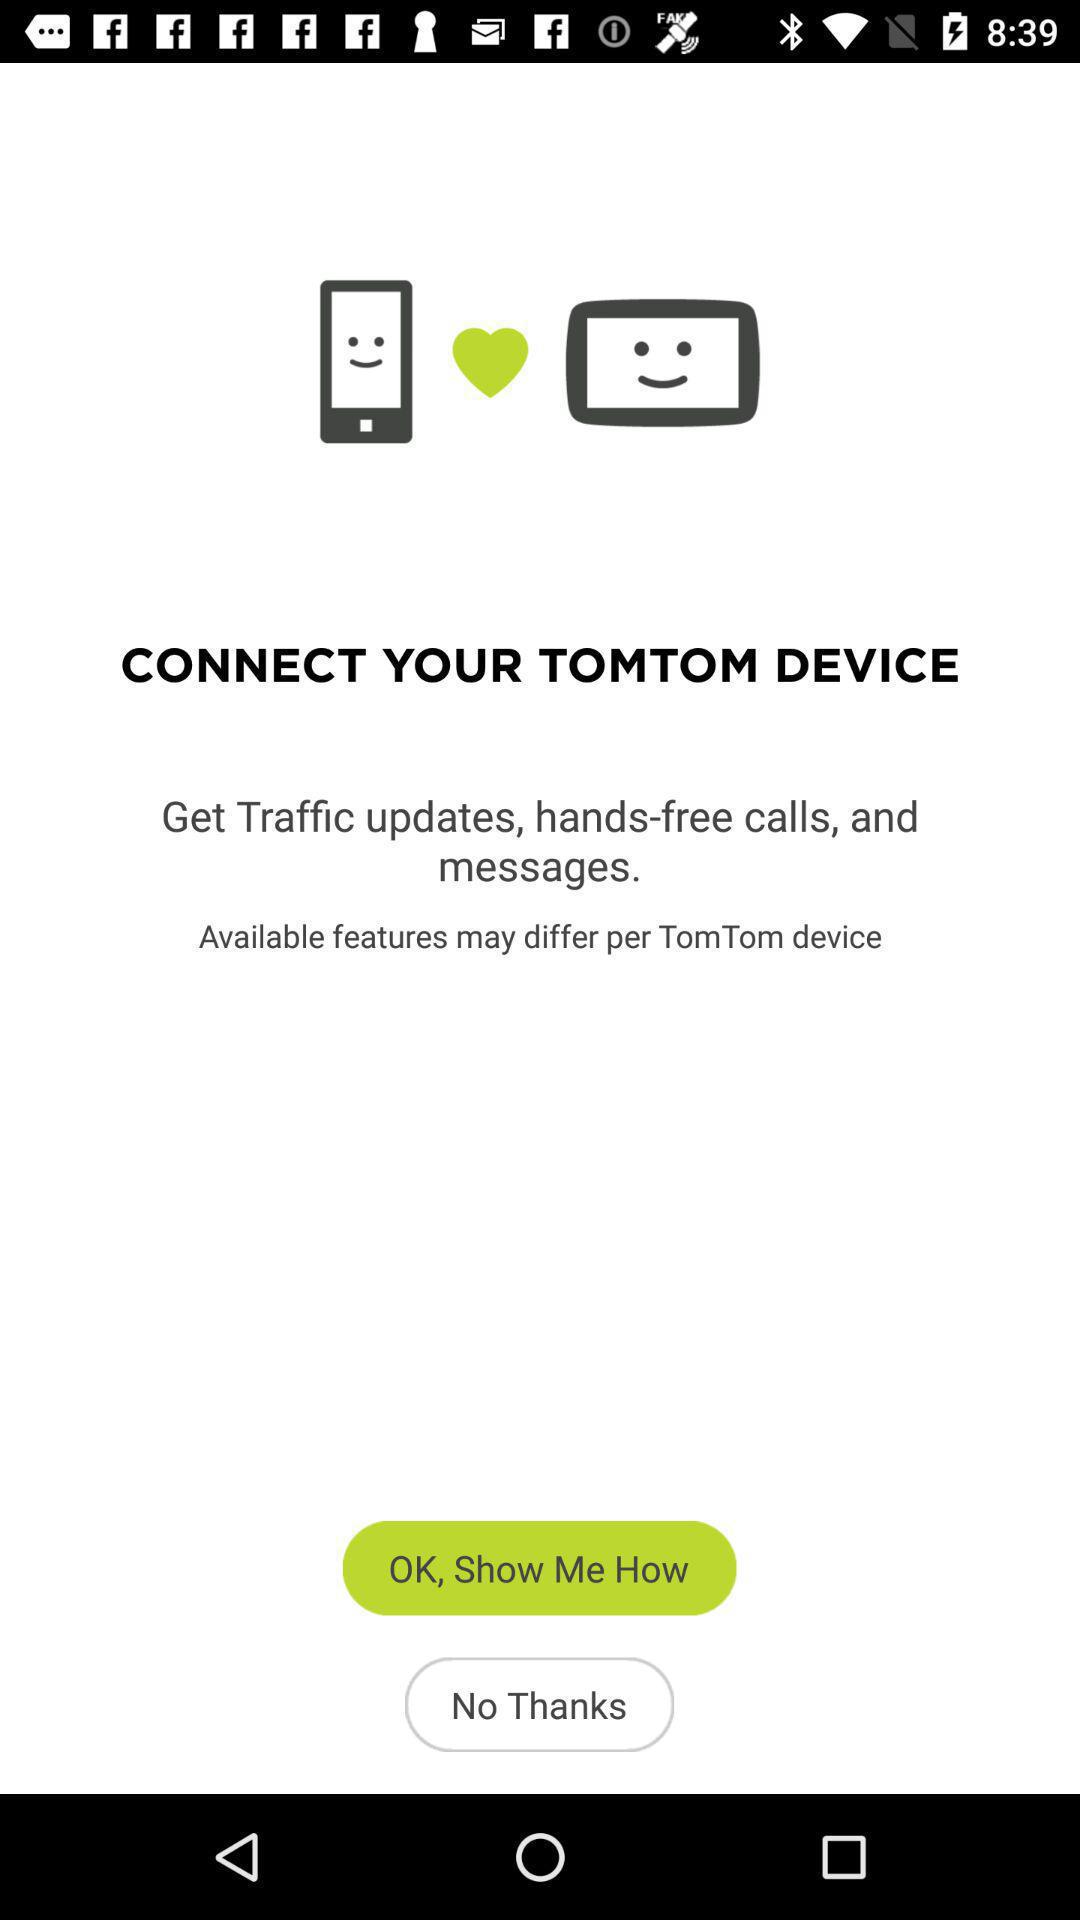 FAKE 8:39
CONNECT YOUR TOMTOM DEVICE
Get Traffic updates, hands-free calls, and
messages.
Available features may differ per TomTom device
OK, Show Me How
No Thanks